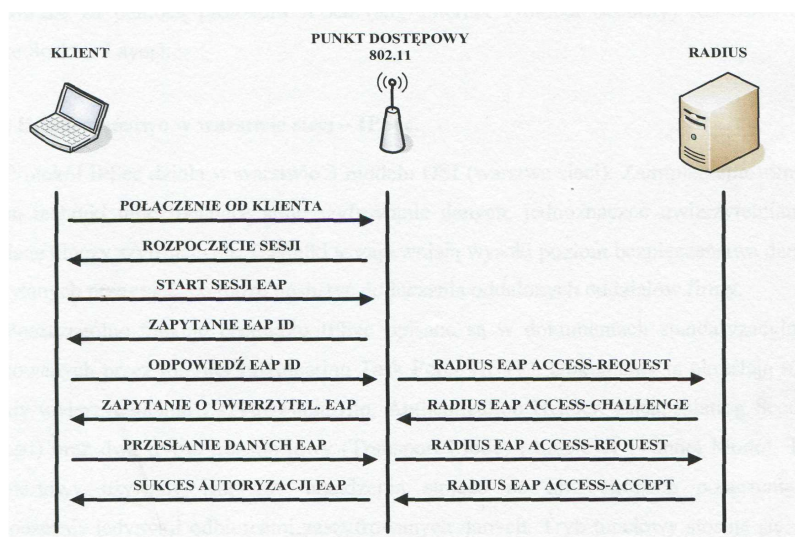 KLIENT
PUNKT DOSTĘPOWY
802.11
RADIUS
POŁĄCZENIE OD KLIENTA
ROZPOCZĘCIE SESJI
START SESJI EAP
ZAPYTANIE EAP ID
ODPOWIEDŹ EAP ID
RADIUS EAP ACCESS-REQUEST
ZAPYTANIE O UWIERZYTEL. EAP
RADIUS EAP ACCESS-CHALLENGE
PRZESŁANIE DANYCH EAP
RADIUS EAP ACCESS-REQUEST
SUKCES AUTORYZACJI EAP
RADIUS EAP ACCESS-ACCEPT